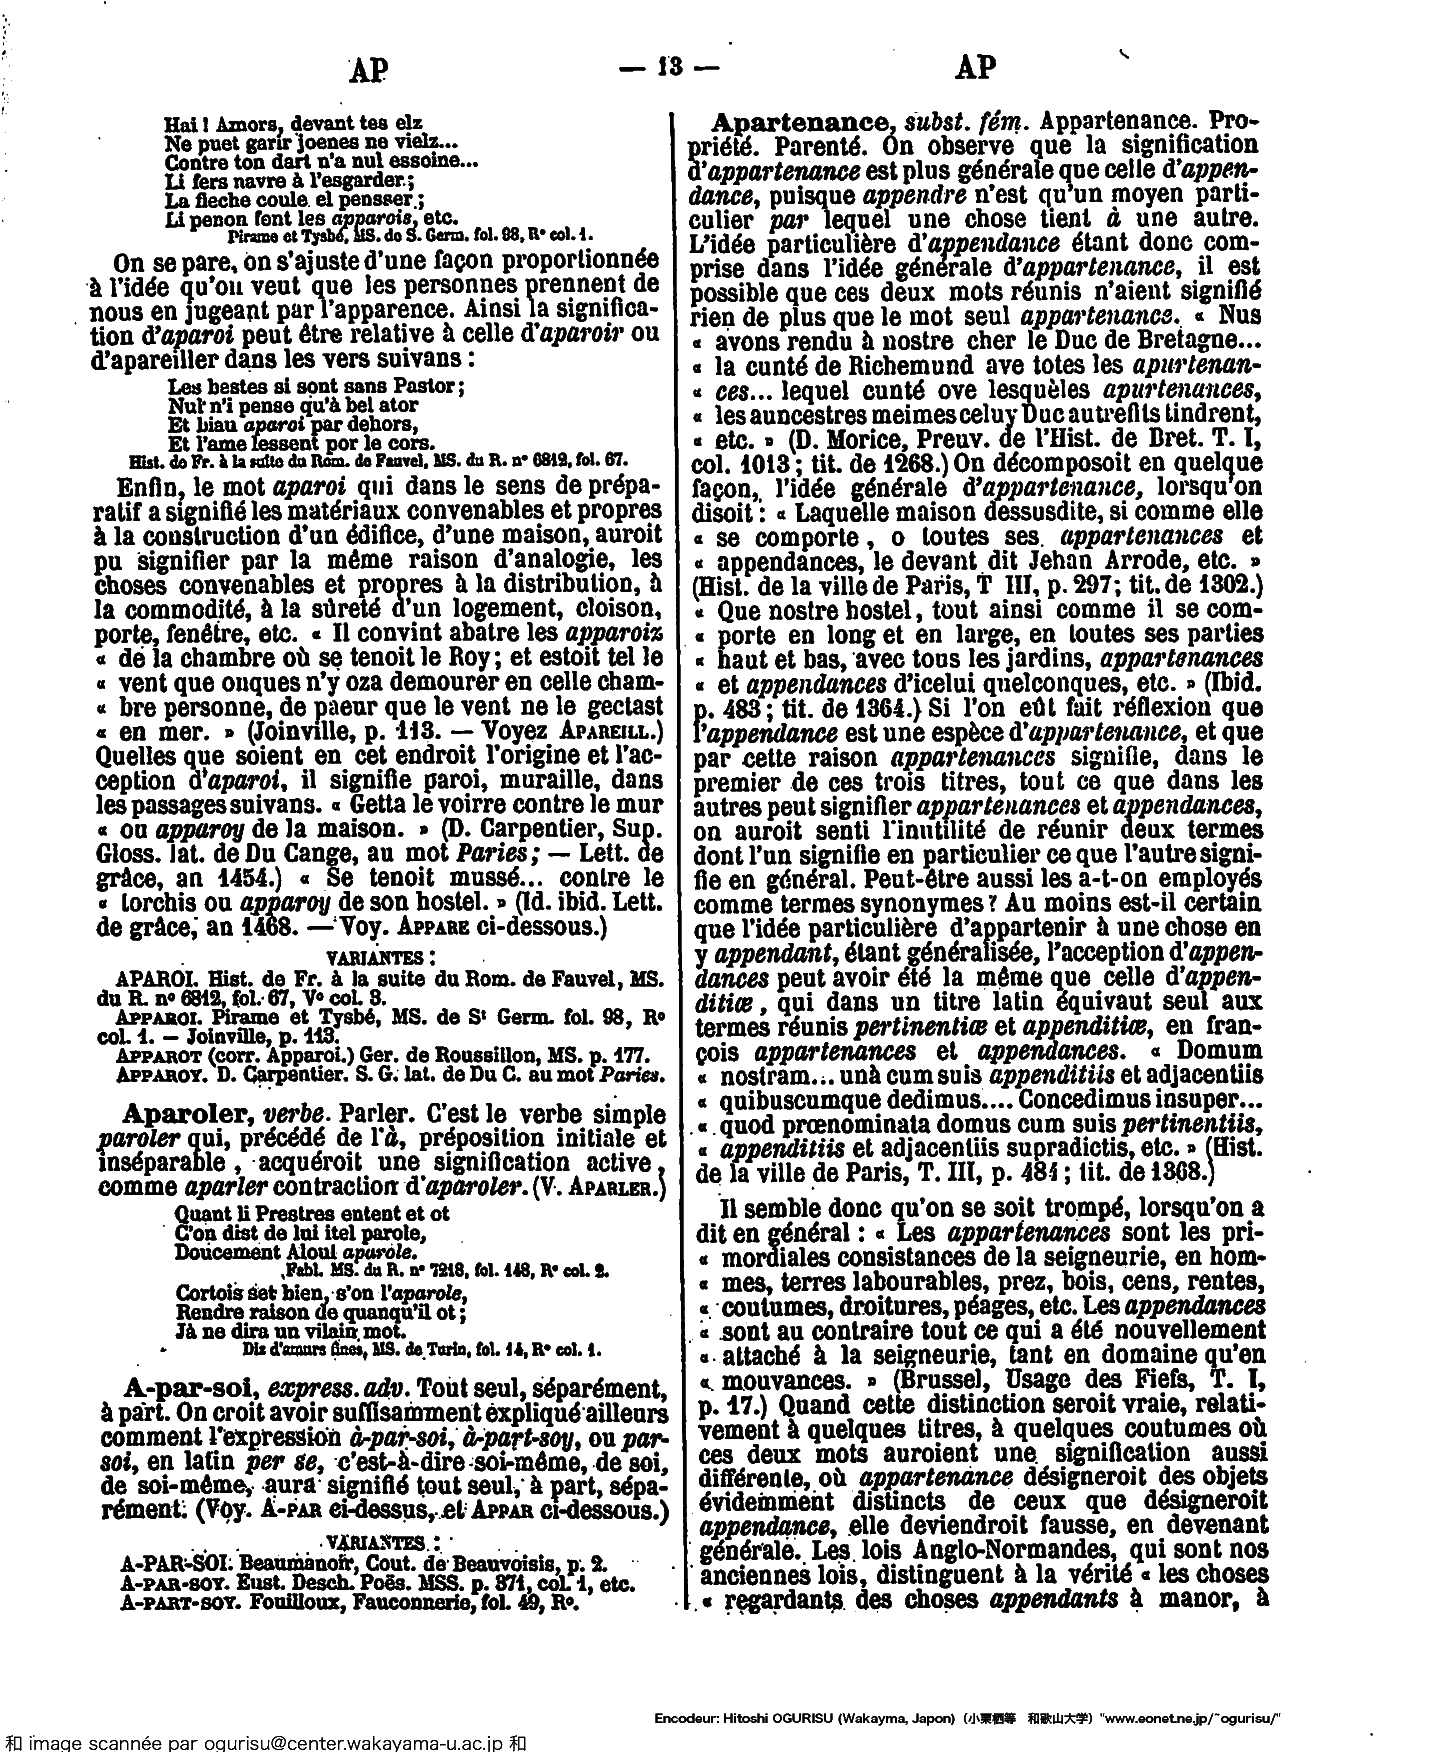 AP
— 13 —
AP
Hai ! Amors, devant tes elz
Ne puet garir joenes ne vielz...
Contre ton dart n'a nul essoine...
Li fers navre à l'esgarder ;
La fleche coule el pensser ;
Li penon font les apparois, etc.
Pirame et Tysbé, MS. de S. Germ. fol. 98, R° col. 1.
On se pare, on s'ajuste d'une façon proportionnée
à l'idée qu'on veut que les personnes prennent de
nous en jugeant par l'apparence. Ainsi la significa-
tion d'aparoi peut être relative à celle d'aparoir ou
d'apareiller dans les vers suivans :
Les bestes si sont sans Pastor ;
Nul n'i pense qu'à bel ator
Et biau aparoi par dehors,
Et l'ame lessent por le cors.
Hist. de Fr. à la suite du Rom. de Fauvel, MS. du R. n° 6812, fol. 67.
Enfin, le mot aparoi qui dans le sens de prépa-
ratif a signifié les matériaux convenables et propres
à la construction d'un édifice, d'une maison, auroit
pu signifier par la même raison d'analogie, les
choses convenables et propres à la distribution, à
la commodité, à la sûreté d'un logement, cloison,
porte, fenêtre, etc. « Il convint abatre les apparoiz
« de la chambre où se tenoit le Roy ; et estoit tel le
« vent que onques n'y oza demourer en celle cham-
« bre personne, de paeur que le vent ne le gectast
« en mer. » (Joinville, p. 113. — Voyez APAREILL.)
Quelles que soient en cet endroit l'origine et l'ac-
ception d'aparoi, il signifie paroi, muraille, dans
les passages suivans. « Getta le voirre contre le mur
« ou apparoy de la maison. » (D. Carpentier, Sup.
Gloss. lat. de Du Cange, au mot Paries ; — Lett. de
grâce, an 1454.) « Se tenoit mussé... contre le
« torchis ou apparoy de son hostel. » (Id. ibid. Lett.
de grâce, an 1468. — Voy. APPARE ci-dessous.)
VARIANTES :
APAROI. Hist. de Fr. à la suite du Rom. de Fauvel, MS.
du R. n° 6812, fol. 67, V° col. 3.
APPAROI. Pirame et Tysbé, MS. de St Germ. fol. 98, R°
col. 1. — Joinville, p. 113.
APPAROT (corr. Apparoi.) Ger. de Roussillon, MS. p. 177.
APPAROY. D. Carpentier. S. G. lat. de Du C. au mot Paries.
Aparoler, verbe. Parler. C'est le verbe simple
paroler qui, précédé de l'à, préposition initiale et
inséparable, acquéroit une signification active,
comme aparler contraction d'aparoler. (V. APARLER.)
Quant li Prestres entent et ot
C'on dist de lui itel parole,
Doucement Aloul aparole.
Fabl. MS. du R. n° 7218, fol. 148, R° col. 2.
Cortois set bien, s'on l'aparole,
Rendre raison de quanqu'il ot ;
Jà ne dira un vilain mot.
Diz d'amurs fines, MS. de Turin, fol. 14, R° col. 1.
A-par-soi, express. adv. Tout seul, séparément,
à part. On croit avoir suffisamment expliqué ailleurs
comment l'expression à-par-soi, à-part-soy, ou par-
soi, en latin per se, c'est-à-dire soi-même, de soi,
de soi-même, aura signifié tout seul, à part, sépa-
rément. (Voy. A-PAR ci-dessus, et APPAR ci-dessous.)
VARIANTES :
A-PAR-SOI. Beaumanoir, Cout. de Beauvoisis, p. 2.
A-PAR-SOY. Eust. Desch. Poës. MSS. p. 371, col. 1, etc.
A-PART-SOY. Fouilloux, Fauconnerie, fol. 49, R°.
Apartenance, subst. fém. Appartenance. Pro-
priété. Parenté. On observe que la signification
d'appartenance est plus générale que celle d'appen-
dance, puisque appendre n'est qu'un moyen parti-
culier par lequel une chose tient à une autre.
L'idée particulière d'appendance étant donc com-
prise dans l'idée générale d'appartenance, il est
possible que ces deux mots réunis n'aient signifié
rien de plus que le mot seul appartenance. « Nus
« avons rendu à nostre cher le Duc de Bretagne...
« la cunté de Richemund ave totes les apurtenan-
« ces... lequel cunté ove lesquèles apurtenances,
« les auncestres meimes celuy Duc autrefits tindrent,
« etc. » (D. Morice, Preuv. de l'Hist. de Bret. T. I,
col. 1013 ; tit. de 1268.) On décomposoit en quelque
façon, l'idée générale d'appartenance, lorsqu'on
disoit : « Laquelle maison dessusdite, si comme elle
« se comporte, o toutes ses appartenances et
« appendances, le devant dit Jehan Arrode, etc. »
(Hist. de la ville de Paris, T III, p. 297 ; tit. de 1302.)
« Que nostre hostel, tout ainsi comme il se com-
« porte en long et en large, en toutes ses parties
« haut et bas, avec tous les jardins, appartenances
« et appendances d'icelui quelconques, etc. » (Ibid.
p. 483 ; tit. de 1364.) Si l'on eût fait réflexion que
l'appendance est une espèce d'appartenance, et que
par cette raison appartenances signifie, dans le
premier de ces trois titres, tout ce que dans les
autres peut signifier appartenances et appendances,
on auroit senti l'inutilité de réunir deux termes
dont l'un signifie en particulier ce que l'autre signi-
fie en général. Peut-être aussi les a-t-on employés
comme termes synonymes ? Au moins est-il certain
que l'idée particulière d'appartenir à une chose en
y appendant, étant généralisée, l'acception d'appen-
dances peut avoir été la même que celle d'appen-
ditiæ, qui dans un titre latin équivaut seul aux
termes réunis pertinentiæ et appenditiæ, en fran-
çois appartenances et appendances. « Domum
« nostram... unà cum suis appenditiis et adjacentiis
« quibuscumque dedimus.... Concedimus insuper...
« quod prœnominata domus cum suis pertinentiis,
« appenditiis et adjacentiis supradictis, etc. » (Hist.
de la ville de Paris, T. III, p. 481 ; tit. de 1368.)
Il semble donc qu'on se soit trompé, lorsqu'on a
dit en général : « Les appartenances sont les pri-
« mordiales consistances de la seigneurie, en hom-
« mes, terres labourables, prez, bois, cens, rentes,
« coutumes, droitures, péages, etc. Les appendances
« sont au contraire tout ce qui a été nouvellement
« attaché à la seigneurie, tant en domaine qu'en
« mouvances. » (Brussel, Usage des Fiefs, T. I,
p. 17.) Quand cette distinction seroit vraie, relati-
vement à quelques titres, à quelques coutumes où
ces deux mots auroient une signification aussi
différente, où appartenance désigneroit des objets
évidemment distincts de ceux que désigneroit
appendance, elle deviendroit fausse, en devenant
générale. Les lois Anglo-Normandes, qui sont nos
anciennes lois, distinguent à la vérité « les choses
« regardants des choses appendants à manor, à
Encodeur: Hitoshi OGURISU (Wakayma, Japon) (小栗栖等 和歌山大学) "www.eonet.ne.jp/~ogurisu/"
和 image scannée par ogurisu@center.wakayama-u.ac.jp 和